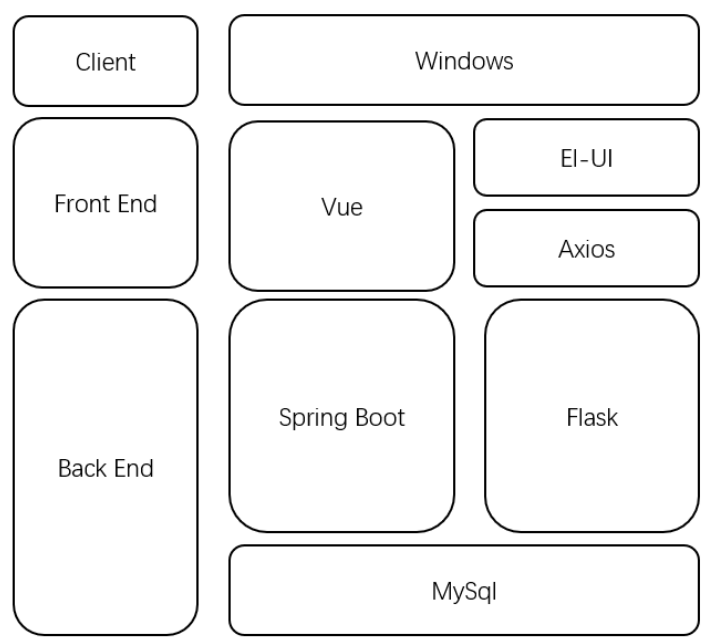 Client
Windows
Front End
Vue
El-UI
Axios
Back End
Spring Boot
Flask
MySql